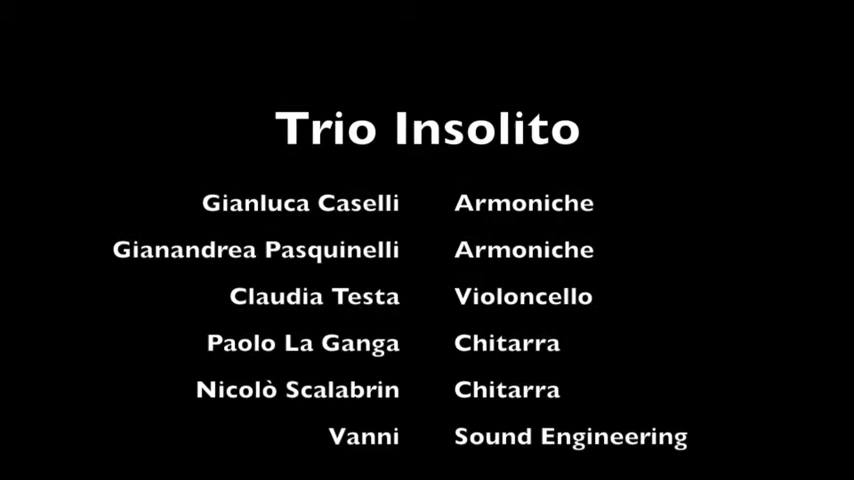 Trio Insolito
Gianluca Caselli Armoniche
Gianandrea Pasquinelli Armoniche
Claudia Testa Violoncello
Paolo La Ganga Chitarra
Nicolò Scalabrin Chitarra
Vanni Sound Engineering